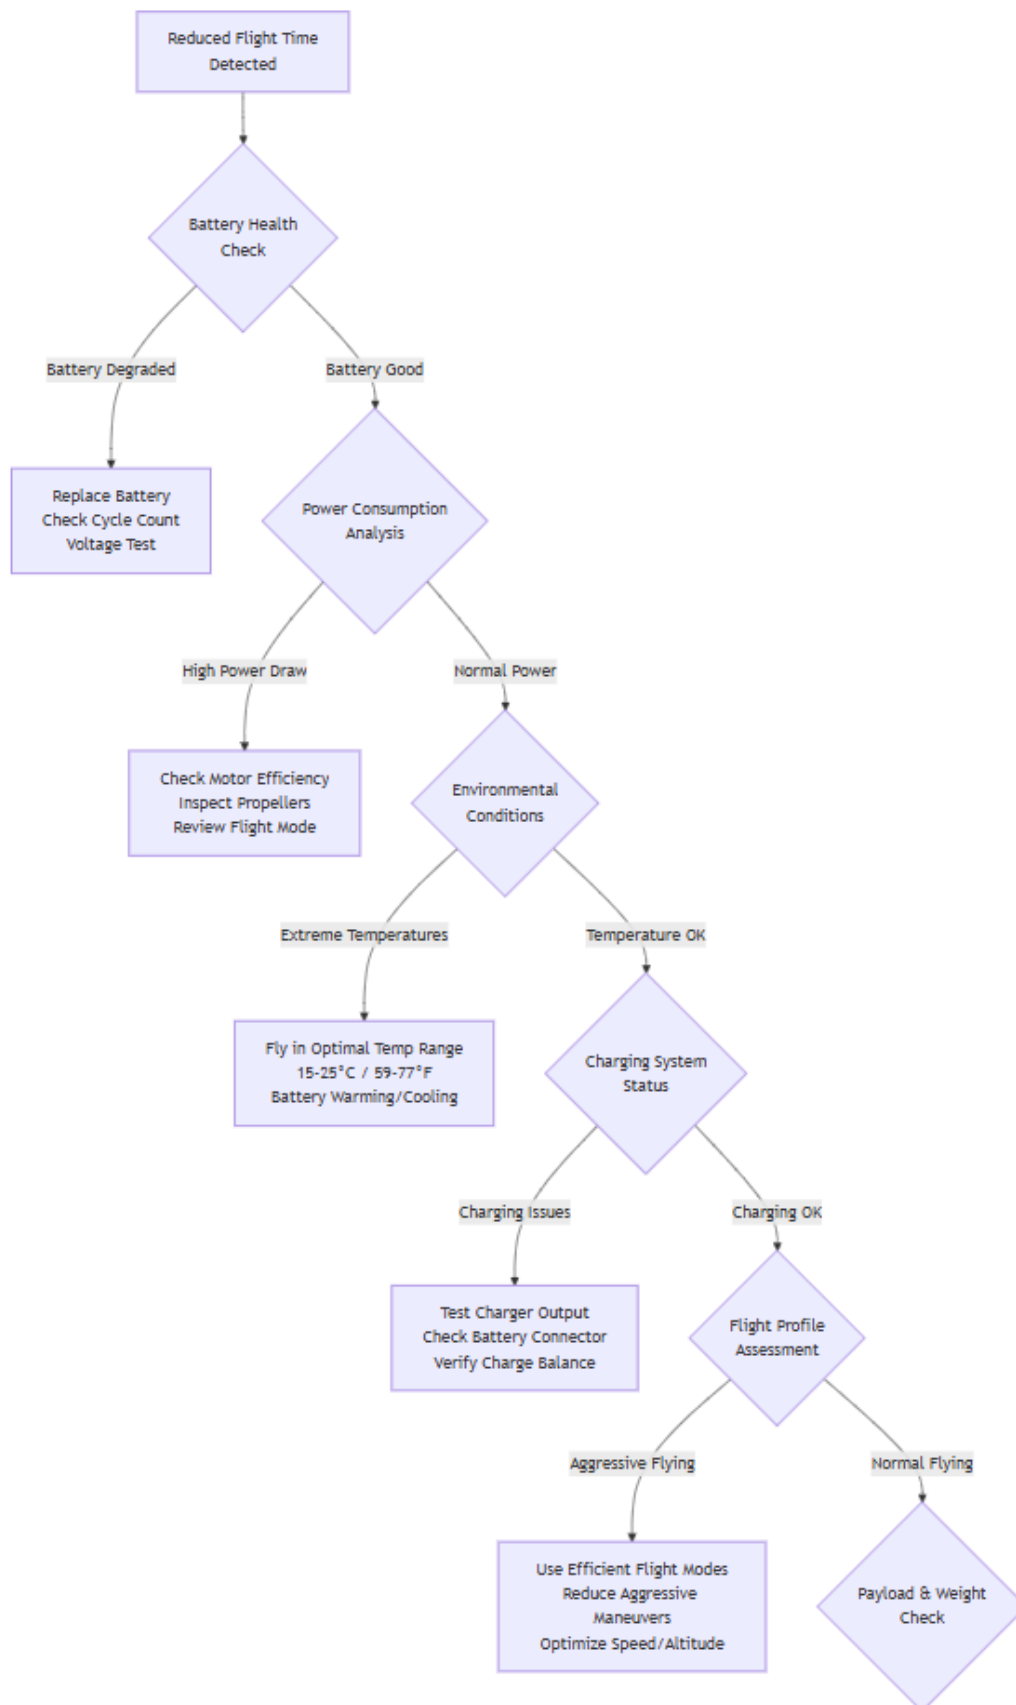 Reduced Flight Time
Detected
Battery Health
Check
Battery Degraded
Battery Good
Replace Battery
Check Cycle Count
Voltage Test
Power Consumption
Analysis
High Power Draw
Normal Power
Check Motor Efficiency
Inspect Propellers
Review Flight Mode
Environmental
Conditions
Extreme Temperatures
Temperature OK
Fly in Optimal Temp Range
15-25°C / 59-77°F
Battery Warming/Cooling
Charging System
Status
Charging Issues
Charging OK
Test Charger Output
Check Battery Connector
Verify Charge Balance
Flight Profile
Assessment
Aggressive Flying
Normal Flying
Use Efficient Flight Modes
Reduce Aggressive
Maneuvers
Optimize Speed/Altitude
Payload & Weight
Check